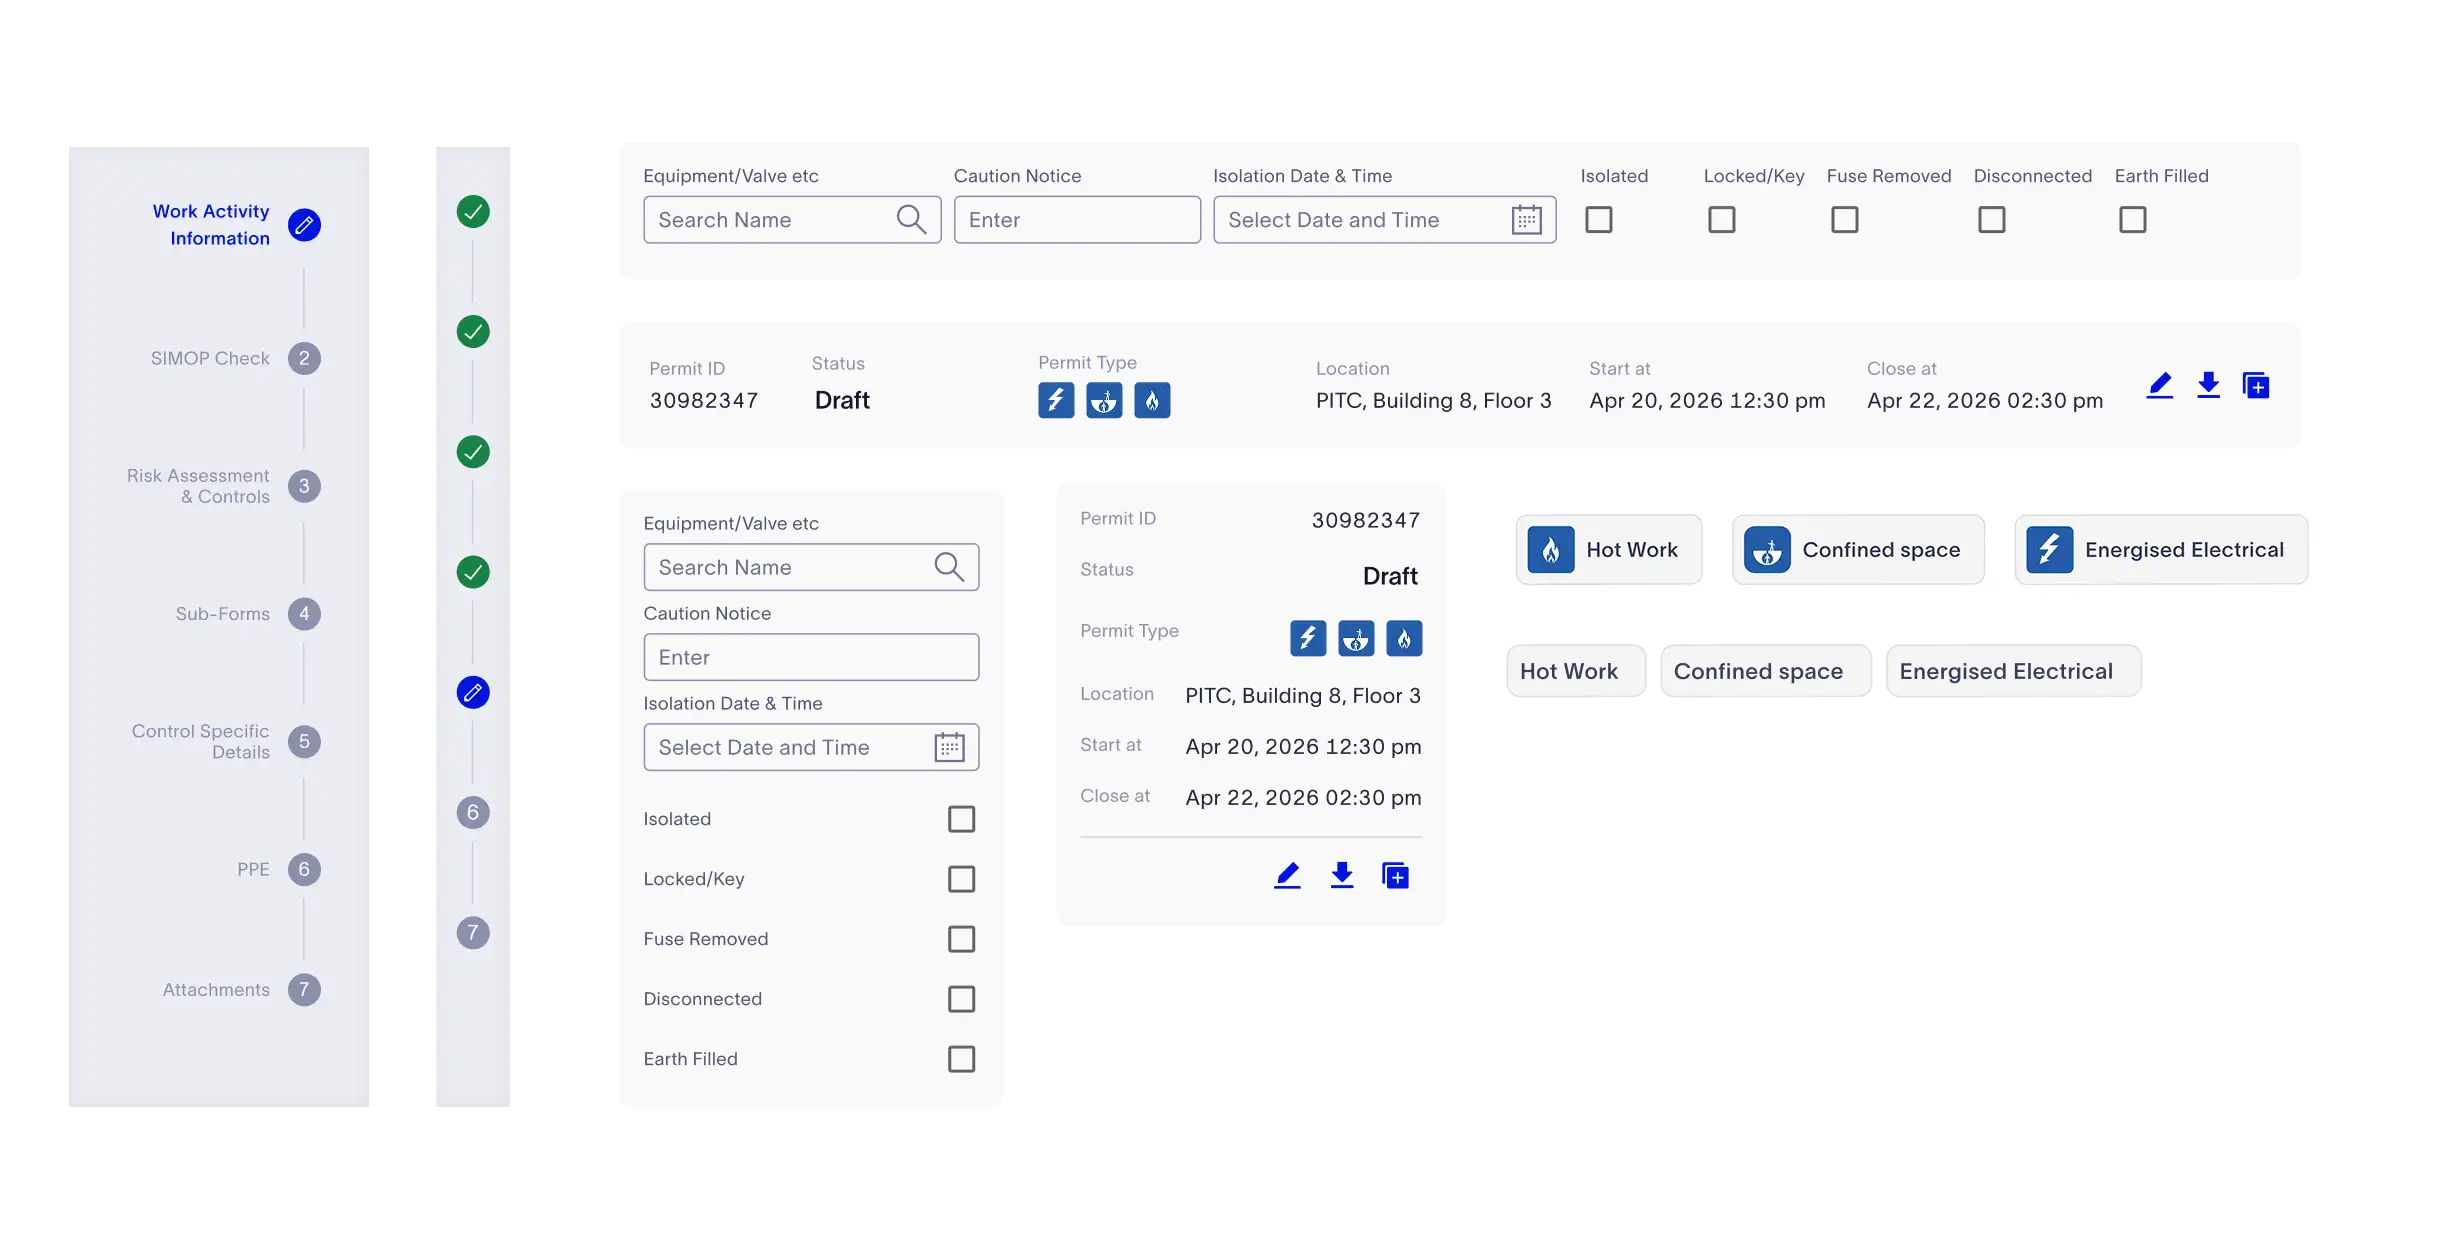 Work Activity
Information
SIMOP Check 2
Risk Assessment
& Controls 3
Sub-Forms 4
Control Specific
Details 5
PPE 6
Attachments 7
6
7
Equipment/Valve etc Caution Notice Isolation Date & Time Isolated Locked/Key Fuse Removed Disconnected Earth Filled
Search Name Enter Select Date and Time
Permit ID Status Permit Type Location Start at Close at
30982347 Draft PITC, Building 8, Floor 3 Apr 20, 2026 12:30 pm Apr 22, 2026 02:30 pm
Equipment/Valve etc
Search Name
Caution Notice
Enter
Isolation Date & Time
Select Date and Time
Isolated
Locked/Key
Fuse Removed
Disconnected
Earth Filled
Permit ID 30982347
Status Draft
Permit Type
Location PITC, Building 8, Floor 3
Start at Apr 20, 2026 12:30 pm
Close at Apr 22, 2026 02:30 pm
Hot Work Confined space Energised Electrical
Hot Work Confined space Energised Electrical